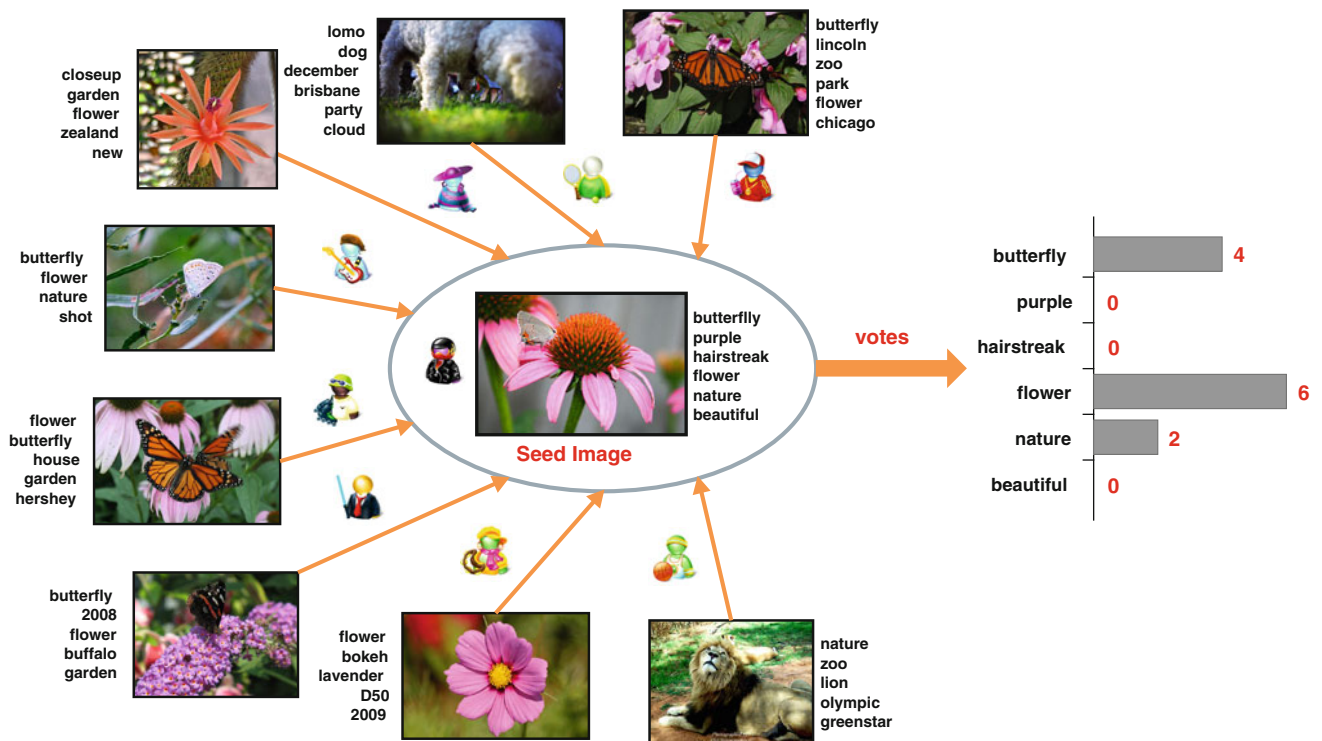 closeup
garden
flower
zealand
new
lomo
dog
december
brisbane
party
cloud
butterfly
lincoln
zoo
park
flower
chicago
butterfly
flower
nature
shot
flower
butterfly
house
garden
hershey
butterfly
2008
flower
buffalo
garden
flower
bokeh
lavender
D50
2009
nature
zoo
lion
olympic
greenstar
butterflly
purple
hairstreak
flower
nature
beautiful
Seed Image
votes
butterfly 4
purple 0
hairstreak 0
flower 6
nature 2
beautiful 0